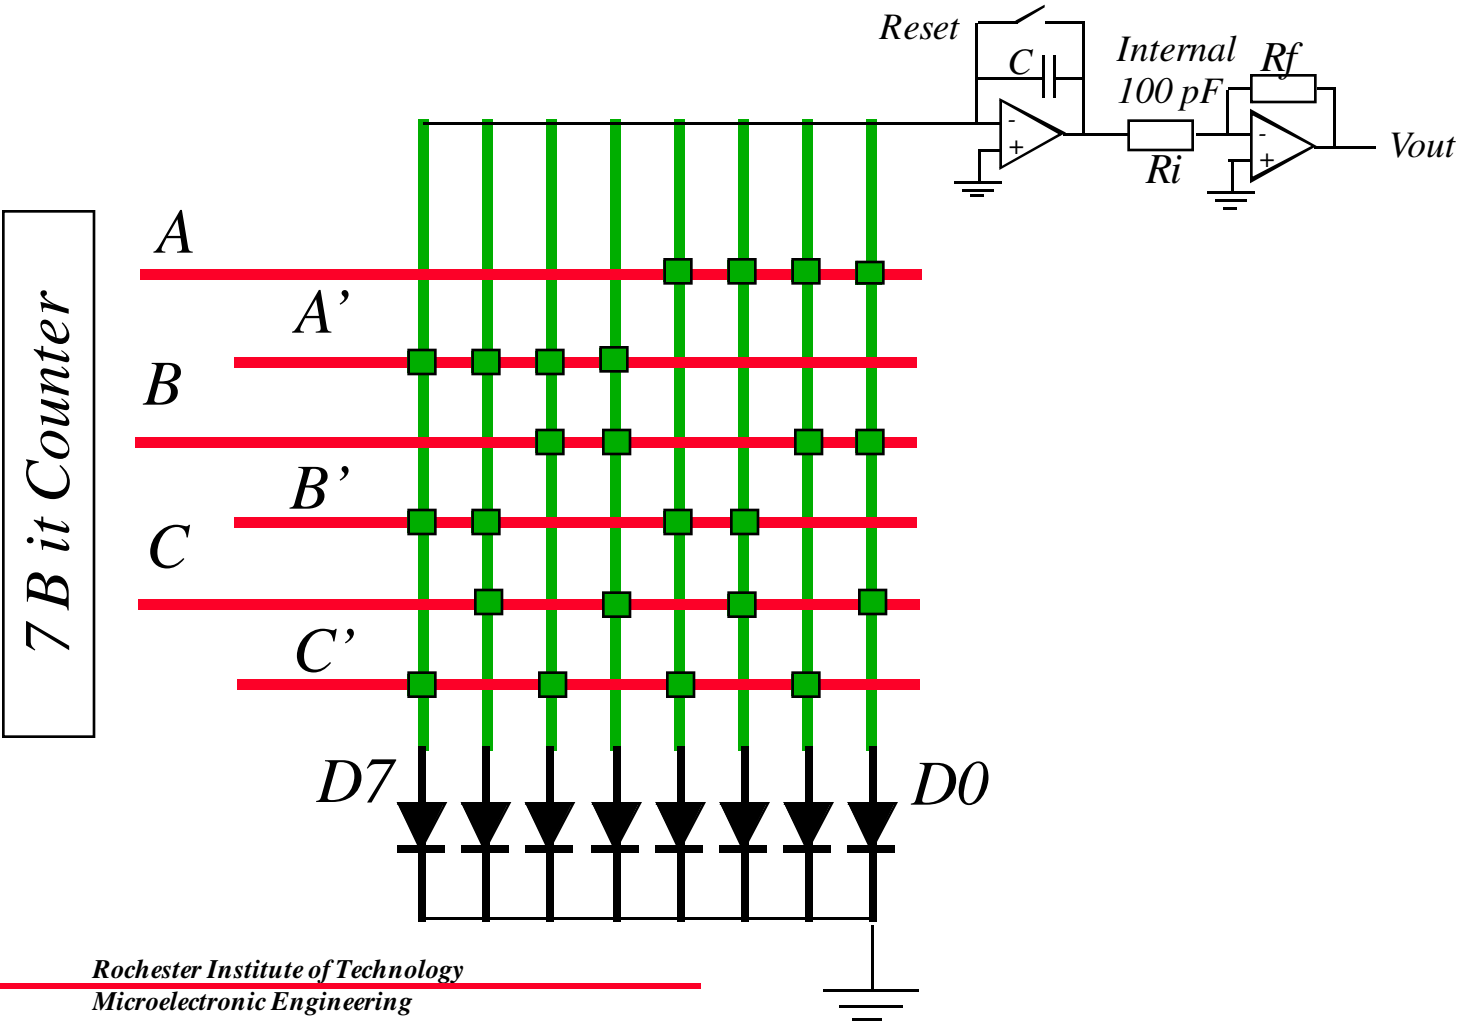 Reset
C
Internal
100 pF
Rf
-
+
Ri
-
+
Vout
A
A’
B
B’
C
C’
7 B it Counter
D7
D0
Rochester Institute of Technology
Microelectronic Engineering